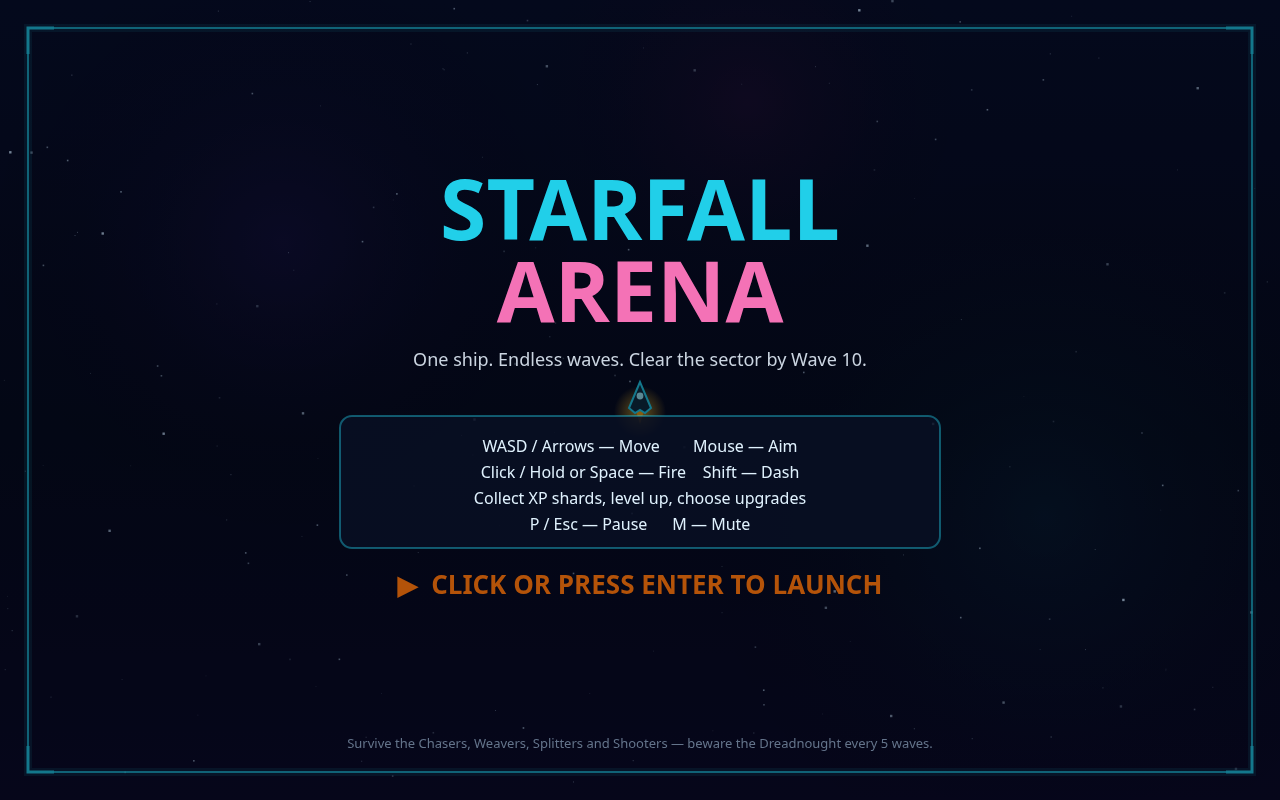 STARFALL
ARENA
One ship. Endless waves. Clear the sector by Wave 10.
WASD / Arrows — Move Mouse — Aim
Click / Hold or Space — Fire Shift — Dash
Collect XP shards, level up, choose upgrades
P / Esc — Pause M — Mute
▶ CLICK OR PRESS ENTER TO LAUNCH
Survive the Chasers, Weavers, Splitters and Shooters — beware the Dreadnought every 5 waves.